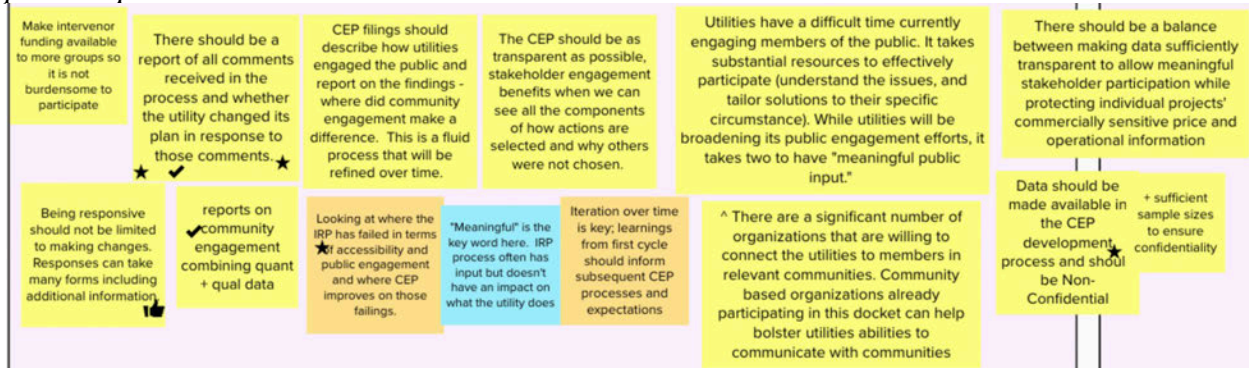 Make intervenor
funding available
to more groups so
it is not
burdensome to
participate
There should be a
report of all comments
received in the
process and whether
the utility changed its
plan in response to
those comments.
CEP filings should
describe how utilities
engaged the public and
report on the findings -
where did community
engagement make a
difference. This is a fluid
process that will be
refined over time.
The CEP should be as
transparent as possible,
stakeholder engagement
benefits when we can
see all the components
of how actions are
selected and why others
were not chosen.
Utilities have a difficult time currently
engaging members of the public. It takes
substantial resources to effectively
participate (understand the issues, and
tailor solutions to their specific
circumstance). While utilities will be
broadening its public engagement efforts, it
takes two to have "meaningful public
input."
There should be a balance
between making data sufficiently
transparent to allow meaningful
stakeholder participation while
protecting individual projects'
commercially sensitive price and
operational information
Being responsive
should not be limited
to making changes.
Responses can take
many forms including
additional information
reports on
community
engagement
combining quant
+ qual data
Looking at where the
IRP has failed in terms
of accessibility and
public engagement
and where CEP
improves on those
failings.
"Meaningful" is the
key word here. IRP
process often has
input but doesn't
have an impact on
what the utility does
Iteration over time
is key; learnings
from first cycle
should inform
subsequent CEP
processes and
expectations
^ There are a significant number of
organizations that are willing to
connect the utilities to members in
relevant communities. Community
based organizations already
participating in this docket can help
bolster utilities abilities to
communicate with communities
Data should be
made available in
the CEP
development
process and should
be Non-
Confidential
+ sufficient
sample sizes
to ensure
confidentiality